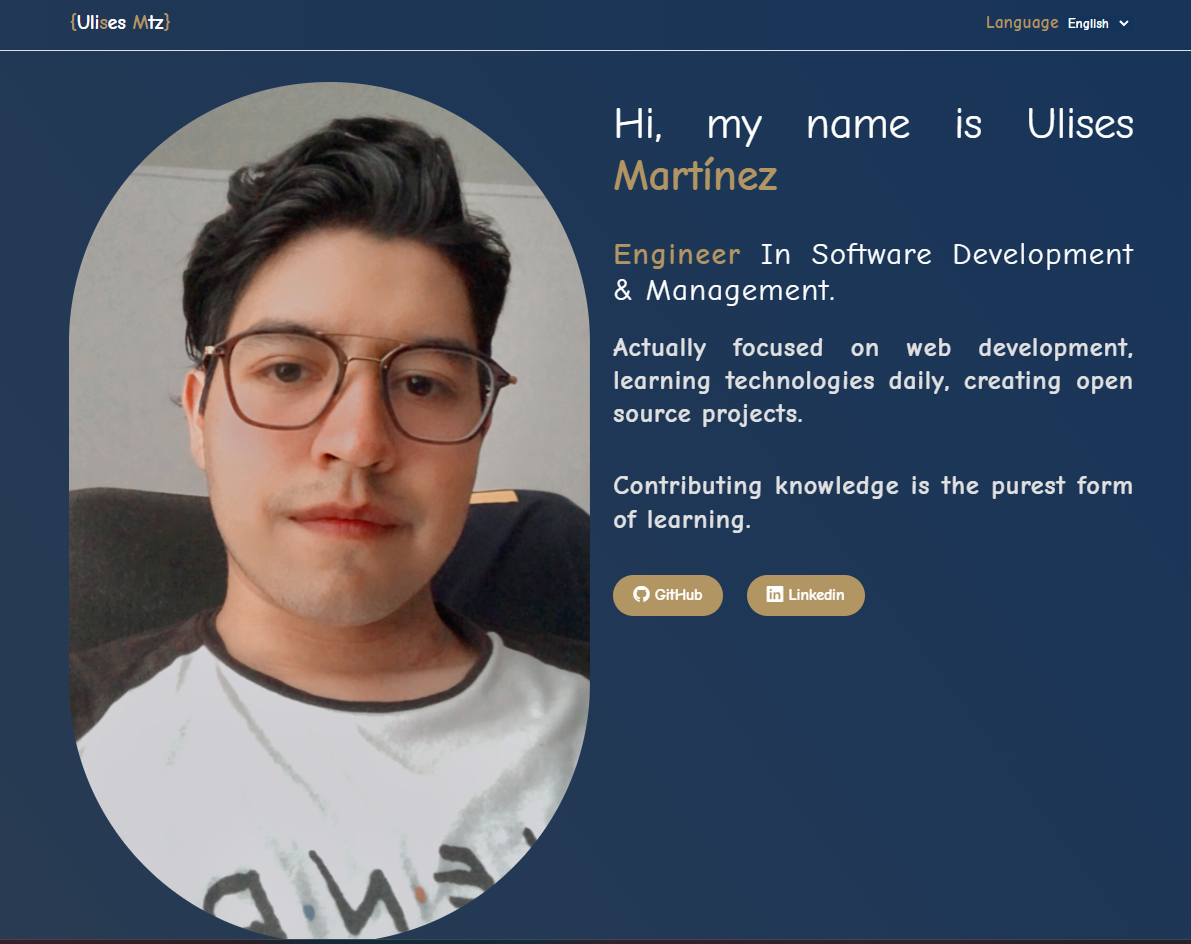 {Ulises Mtz}
Language English
Hi, my name is Ulises
Martínez
Engineer In Software Development
& Management.
Actually focused on web development,
learning technologies daily, creating open
source projects.
Contributing knowledge is the purest form
of learning.
GitHub Linkedin